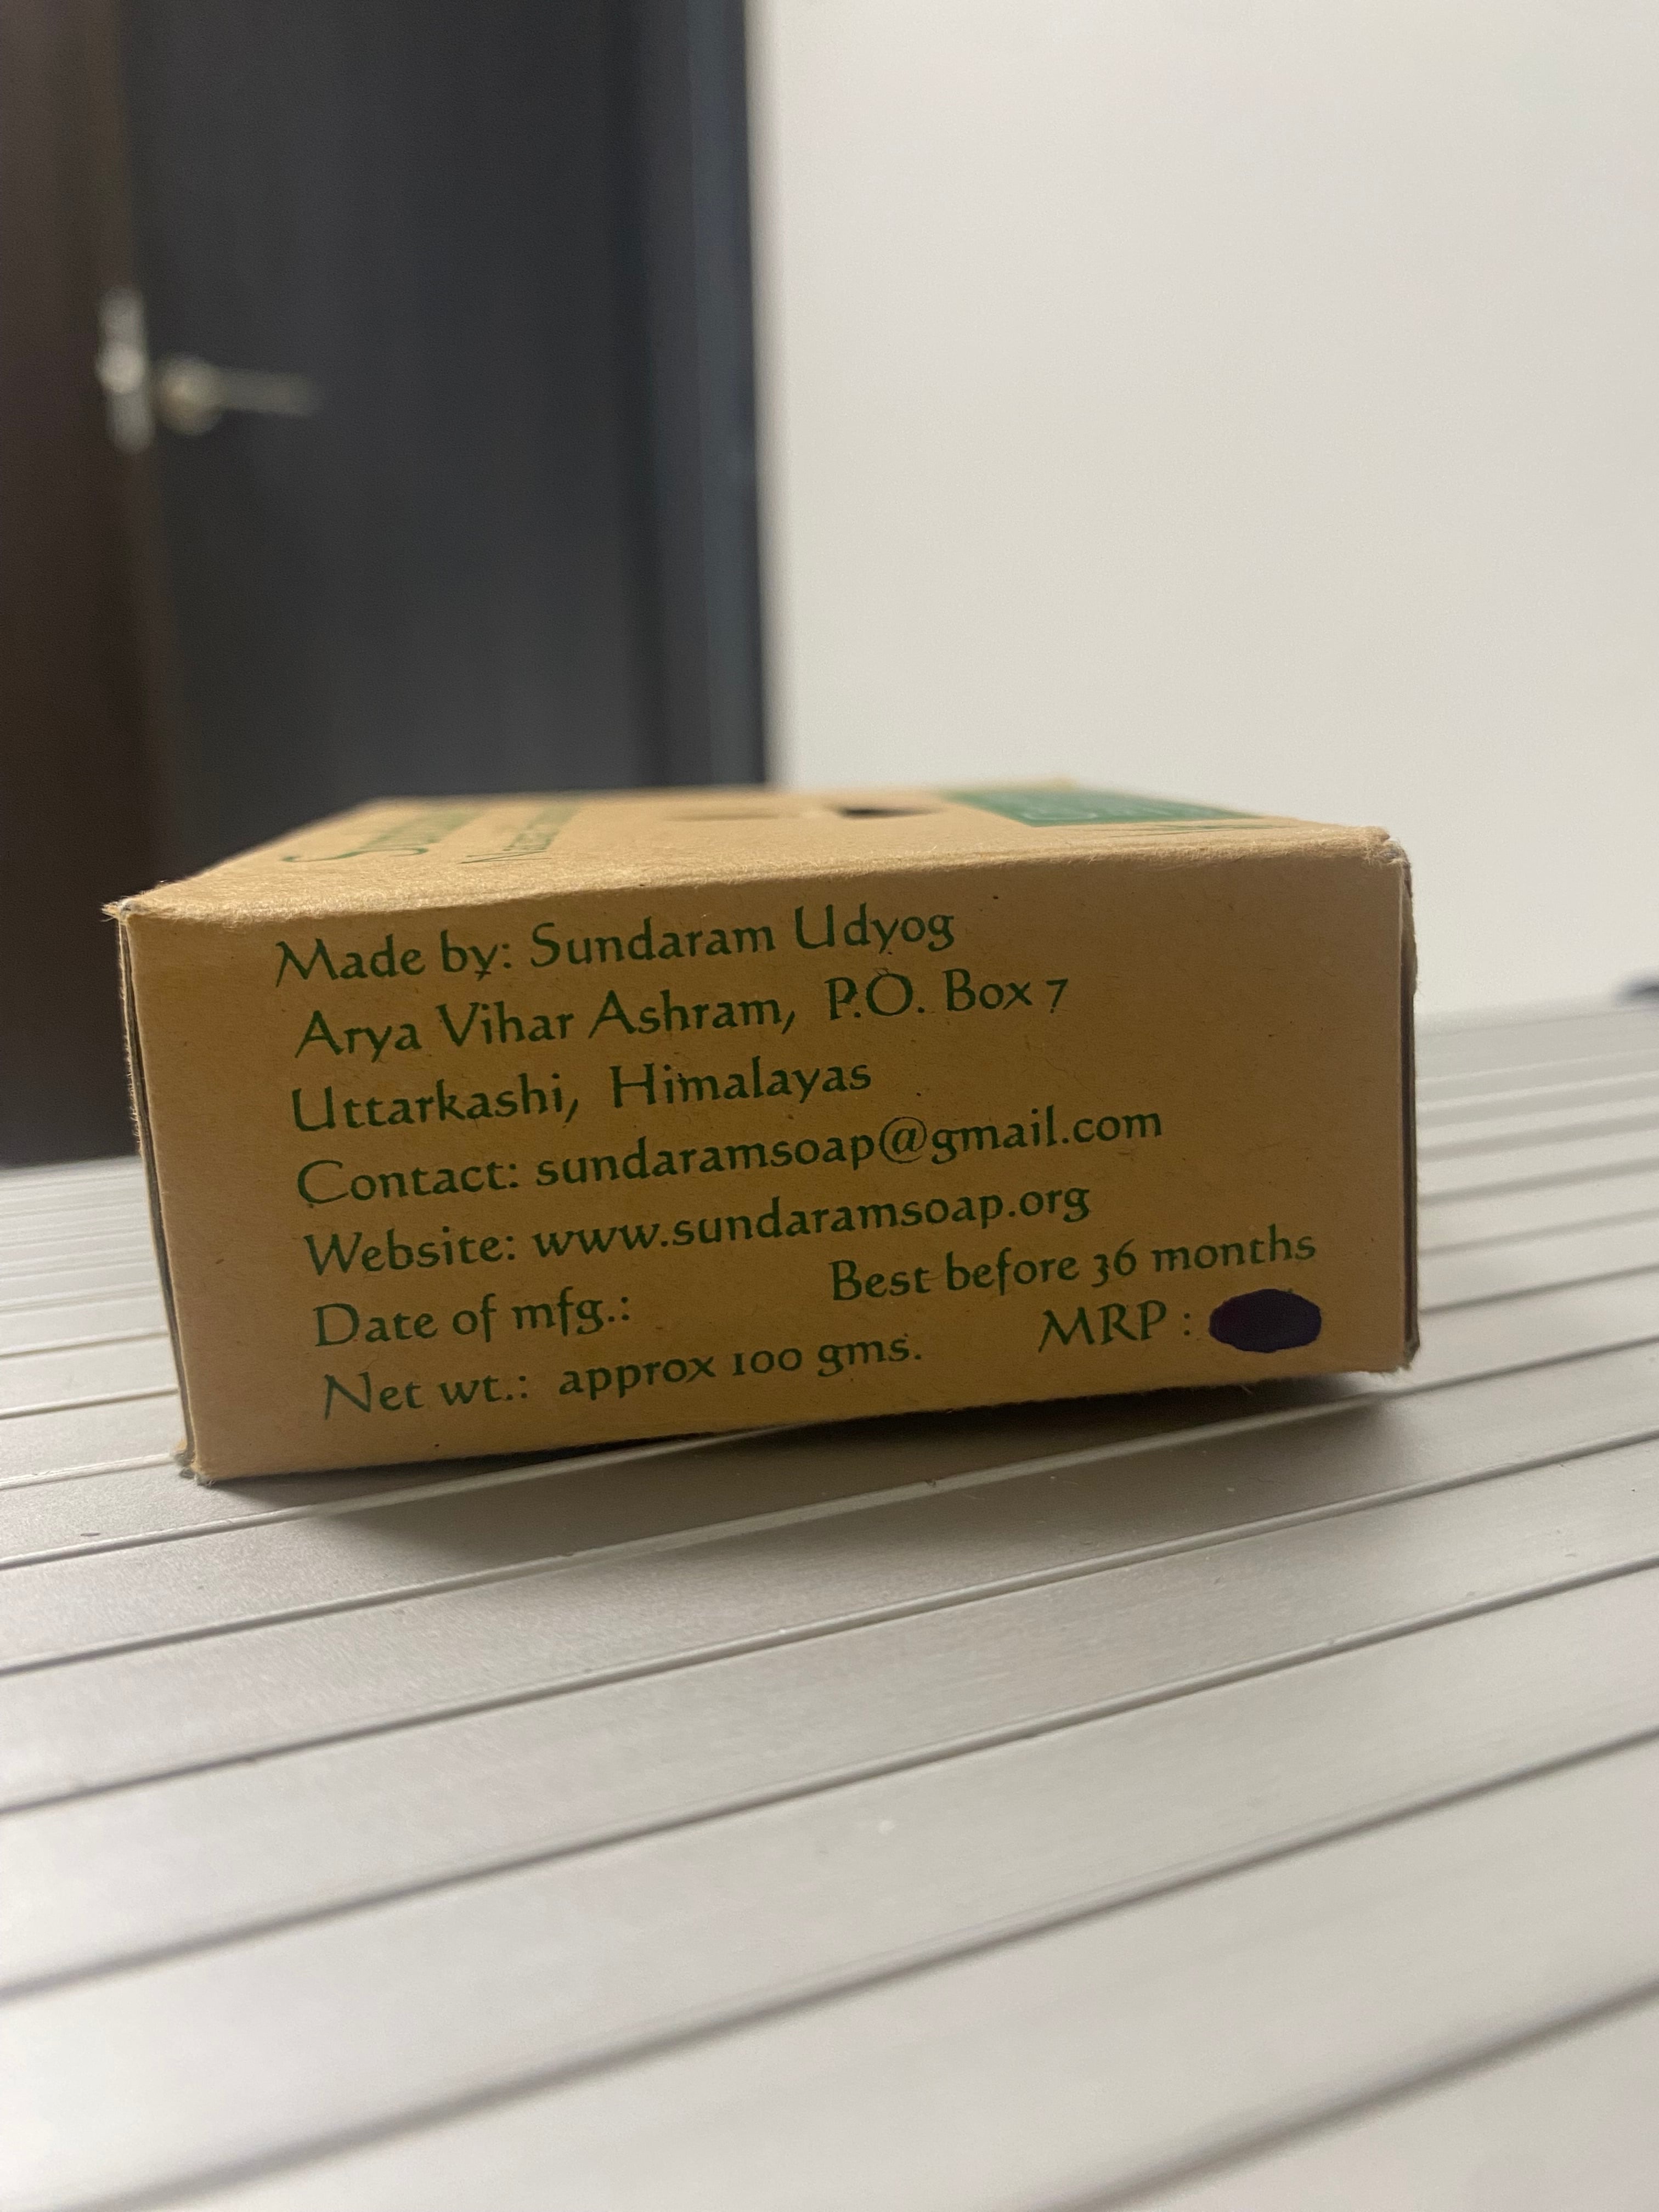 Made by: Sundaram Udyog
Arya Vihar Ashram, P.O. Box 7
Uttarkashi, Himalayas
Contact: sundaramsoap@gmail.com
Website: www.sundaramsoap.org
Date of mfg.: Best before 36 months
Net wt.: approx 100 gms. MRP :